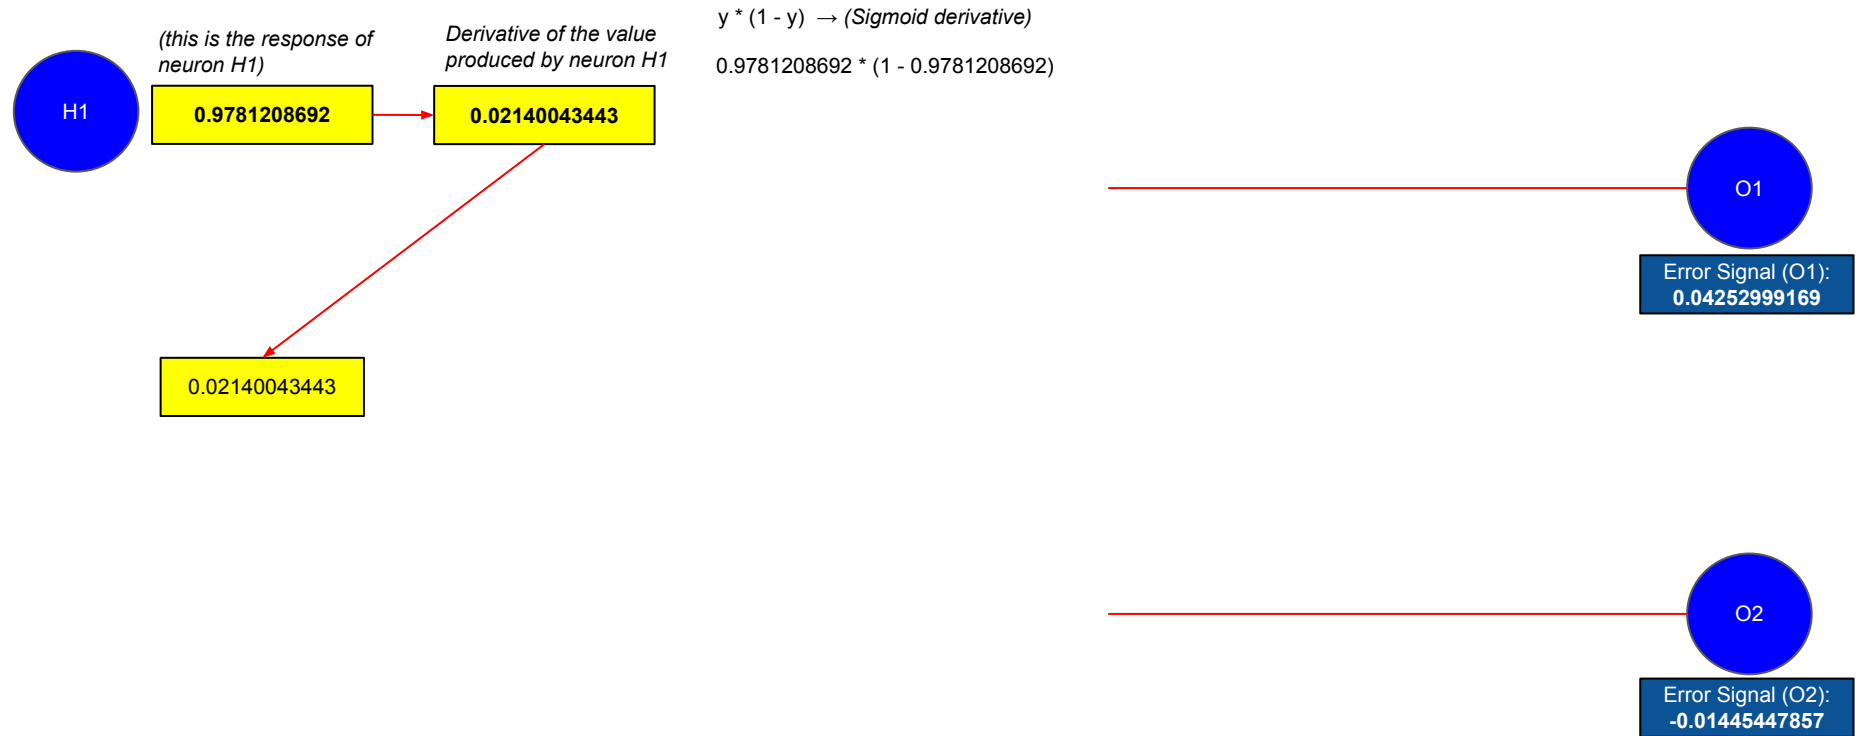 y * (1 - y) → (Sigmoid derivative)
(this is the response of
neuron H1)
Derivative of the value
produced by neuron H1
0.9781208692 * (1 - 0.9781208692)
H1
0.9781208692
0.02140043443
O1
Error Signal (O1):
0.04252999169
0.02140043443
O2
Error Signal (O2):
-0.01445447857